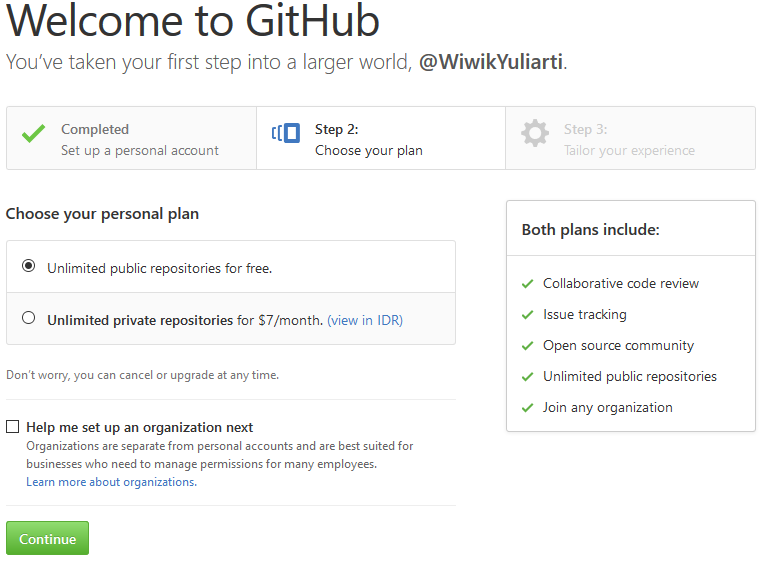 Welcome to GitHub
You’ve taken your first step into a larger world, @WiwikYuliarti.
Completed
Set up a personal account
Step 2:
Choose your plan
Step 3:
Tailor your experience
Choose your personal plan
Unlimited public repositories for free.
Unlimited private repositories for $7/month. (view in IDR)
Don’t worry, you can cancel or upgrade at any time.
Help me set up an organization next
Organizations are separate from personal accounts and are best suited for
businesses who need to manage permissions for many employees.
Learn more about organizations.
Continue
Both plans include:
Collaborative code review
Issue tracking
Open source community
Unlimited public repositories
Join any organization